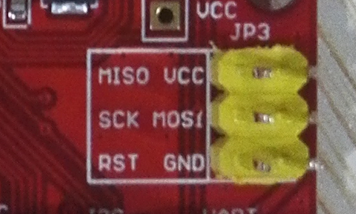 VCC
JP3
MISO VCC
SCK MOSI
RST GND